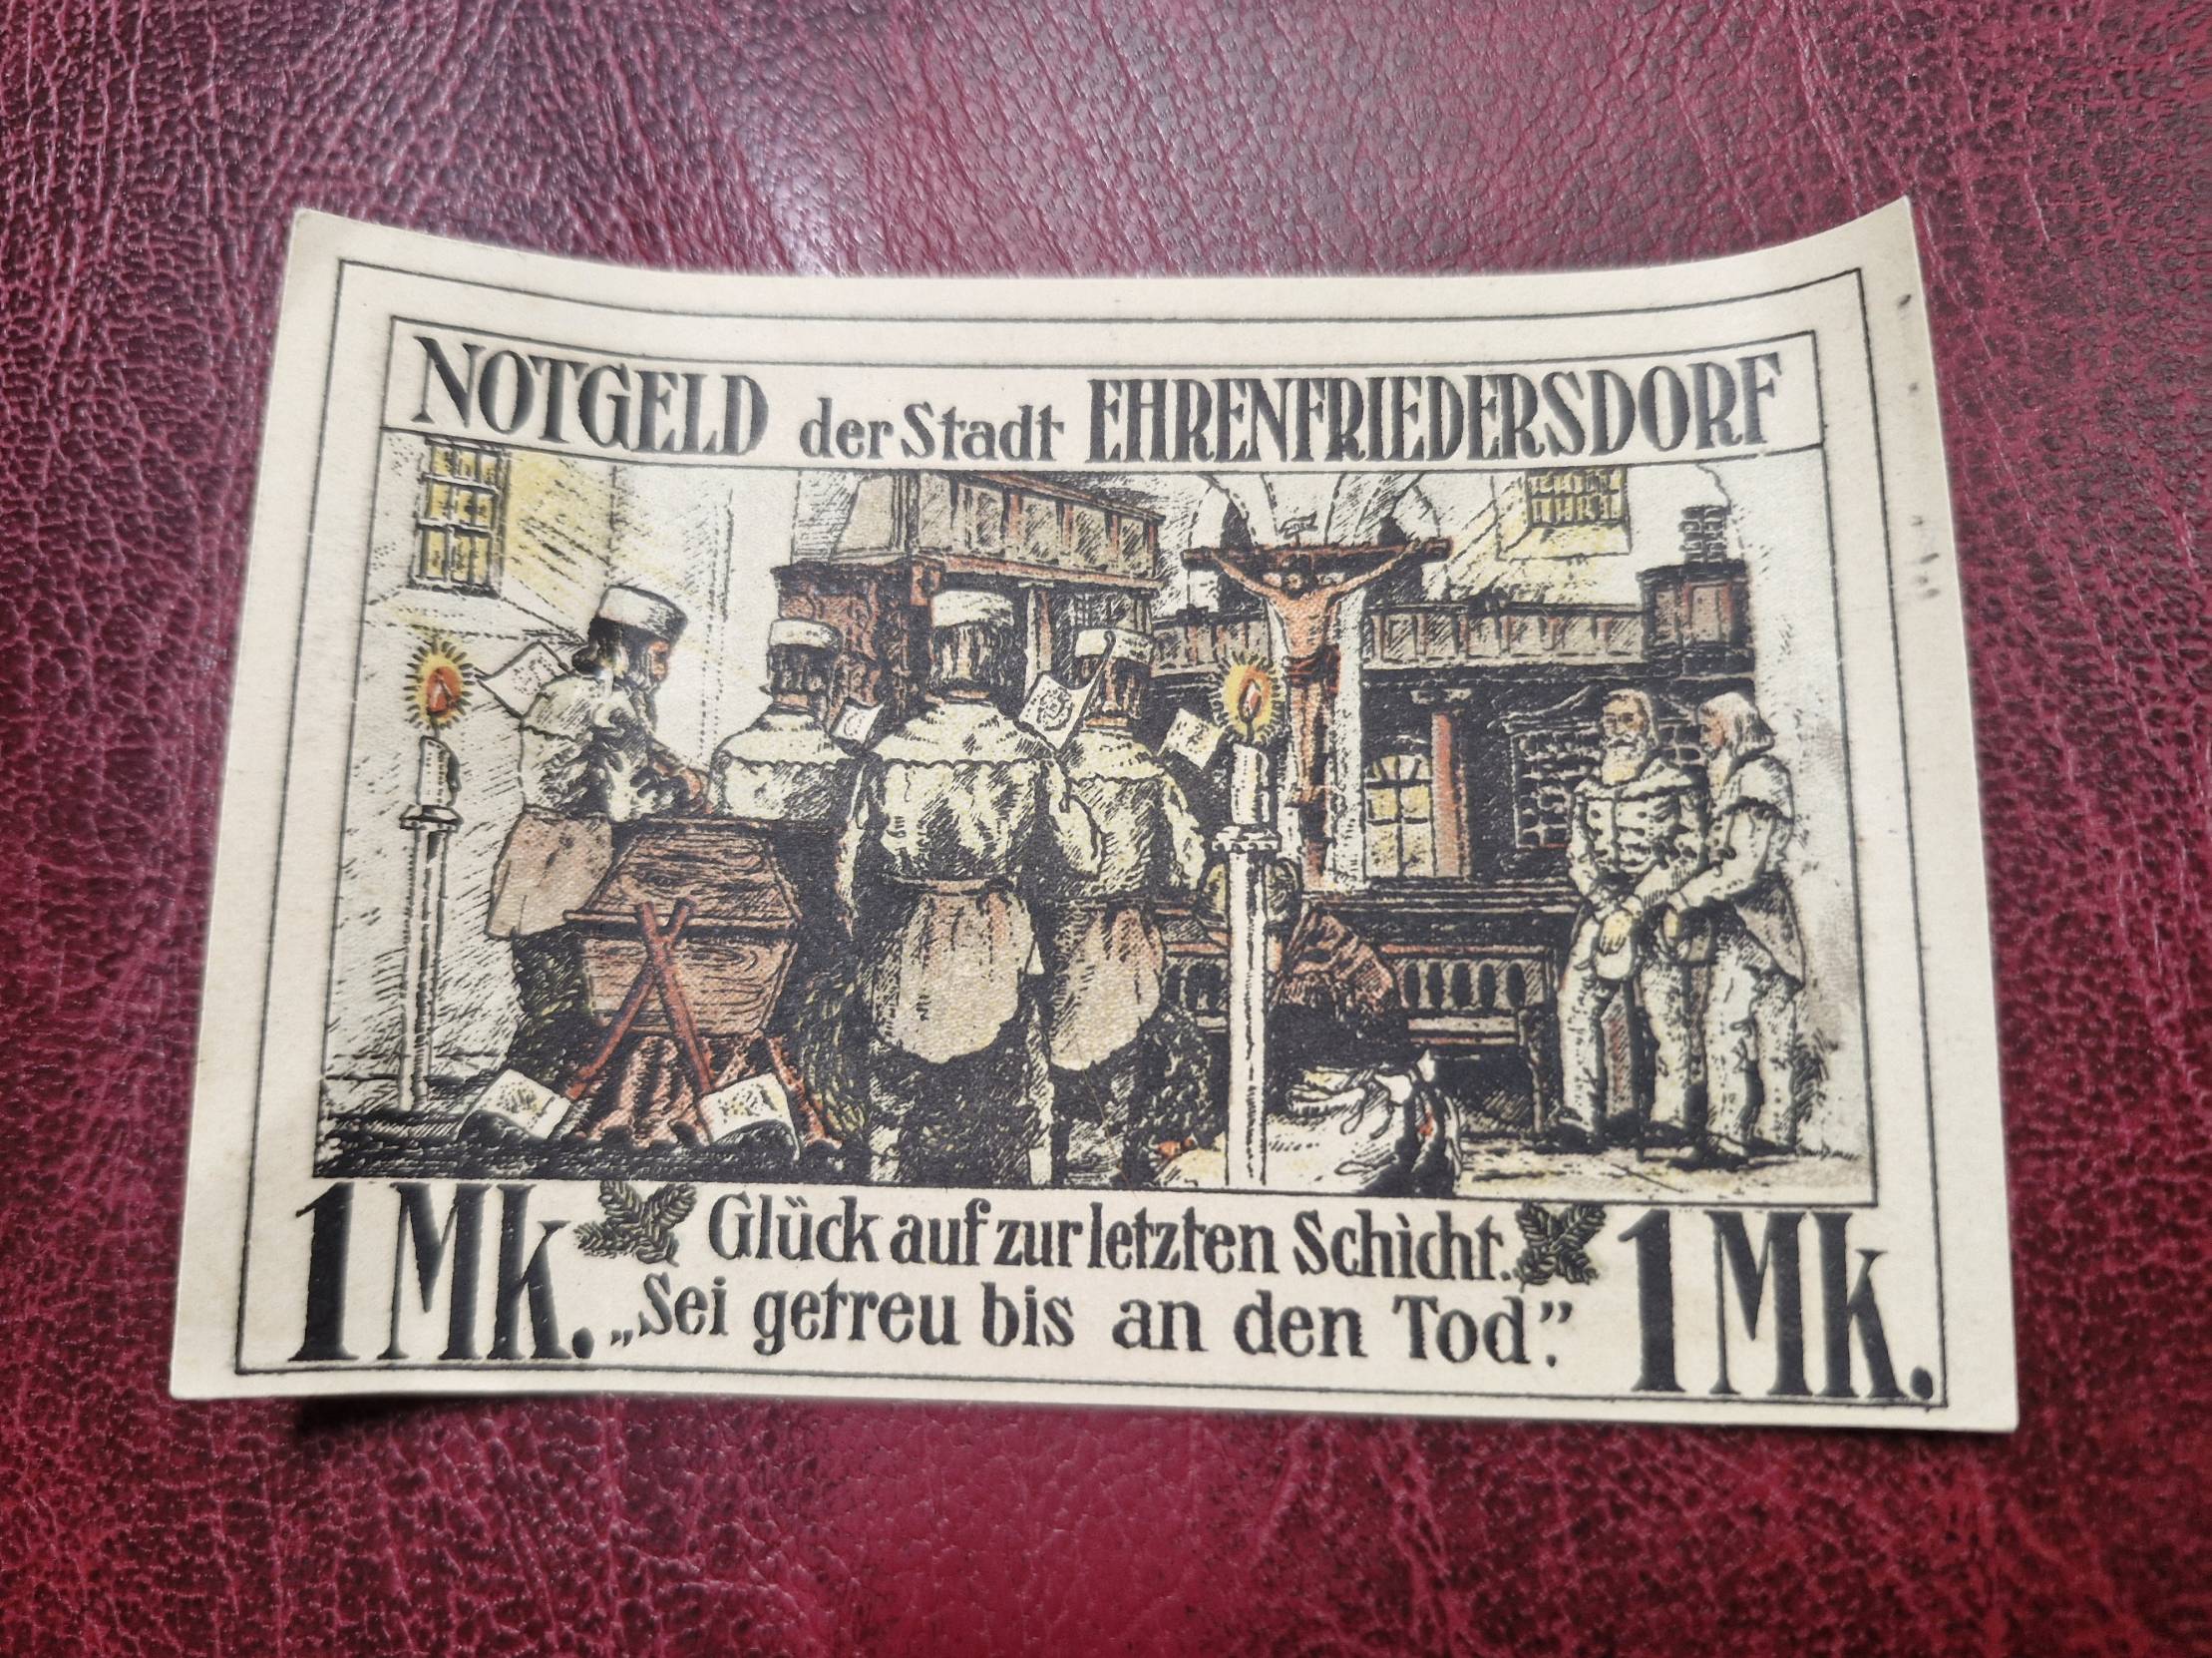 NOTGELD der Stadt EHRENFRIEDERSDORF
1 Mk. Glück auf zur letzten Schicht. 1 Mk.
„Sei getreu bis an den Tod”.